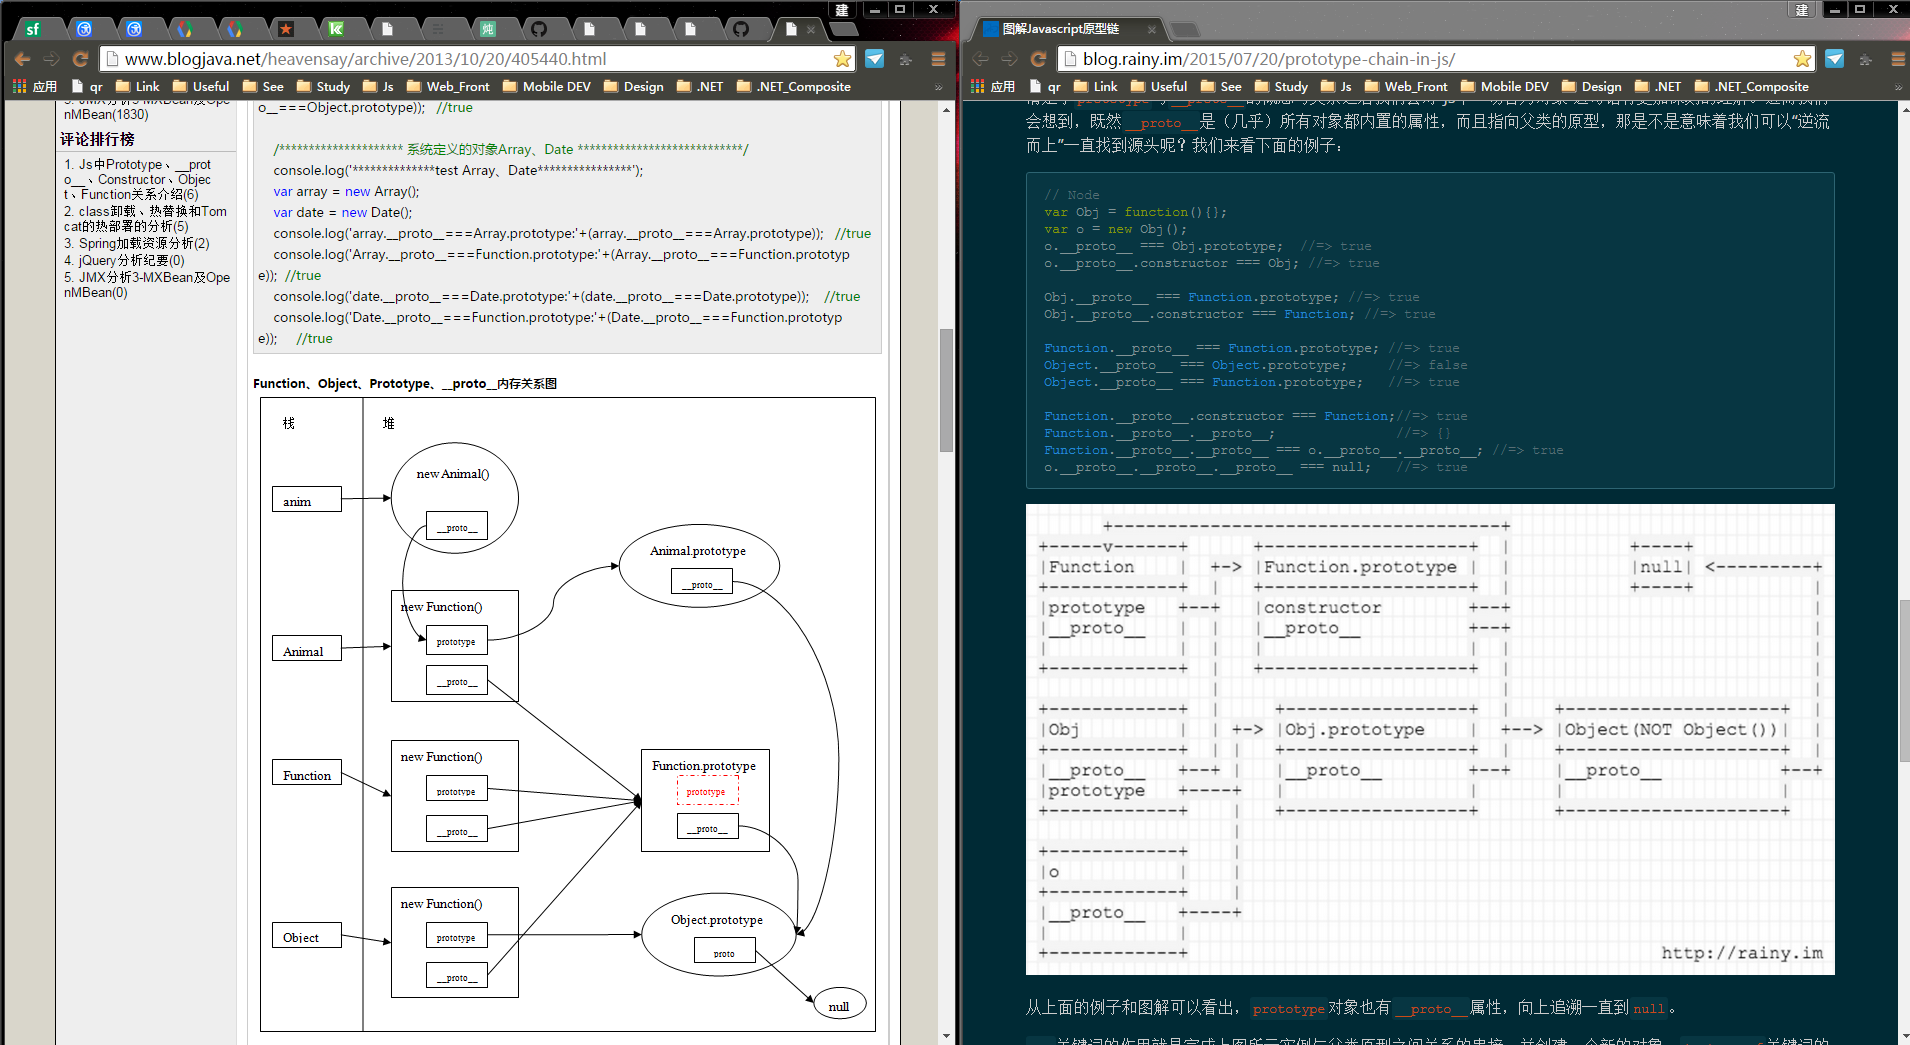 建
图解Javascript原型链
建
www.blogjava.net/heavensay/archive/2013/10/20/405440.html
blog.rainy.im/2015/07/20/prototype-chain-in-js/
应用 qr Link Useful See Study Js Web_Front Mobile DEV Design .NET .NET_Composite
应用 qr Link Useful See Study Js Web_Front Mobile DEV Design .NET .NET_Composite
nMBean(1830)
评论排行榜
1. Js中Prototype、__prot
o__、Constructor、Objec
t、Function关系介绍(6)
2. class卸载、热替换和Tom
cat的热部署的分析(5)
3. Spring加载资源分析(2)
4. jQuery分析纪要(0)
5. JMX分析3-MXBean及Ope
nMBean(0)
o__===Object.prototype)); //true
/********************* 系统定义的对象Array、Date ****************************/
console.log('**************test Array、Date****************');
var array = new Array();
var date = new Date();
console.log('array.__proto__===Array.prototype:'+(array.__proto__===Array.prototype)); //true
console.log('Array.__proto__===Function.prototype:'+(Array.__proto__===Function.prototyp
e)); //true
console.log('date.__proto__===Date.prototype:'+(date.__proto__===Date.prototype)); //true
console.log('Date.__proto__===Function.prototype:'+(Date.__proto__===Function.prototyp
e)); //true
Function、Object、Prototype、__proto__内存关系图
栈 堆
new Animal()
anim
__proto__
Animal.prototype
__proto__
new Function()
prototype
Animal
__proto__
new Function()
Function
prototype
__proto__
Function.prototype
prototype
__proto__
new Function()
Object
prototype
__proto__
Object.prototype
proto
null
会想到，既然 __proto__ 是（几乎）所有对象都内置的属性，而且指向父类的原型，那是不是意味着我们可以“逆流
而上”一直找到源头呢？我们来看下面的例子：
// Node
var Obj = function(){};
var o = new Obj();
o.__proto__ === Obj.prototype; //=> true
o.__proto__.constructor === Obj; //=> true
Obj.__proto__ === Function.prototype; //=> true
Obj.__proto__.constructor === Function; //=> true
Function.__proto__ === Function.prototype; //=> true
Object.__proto__ === Object.prototype; //=> false
Object.__proto__ === Function.prototype; //=> true
Function.__proto__.constructor === Function;//=> true
Function.__proto__.__proto__; //=> {}
Function.__proto__.__proto__ === o.__proto__.__proto__; //=> true
o.__proto__.__proto__.__proto__ === null; //=> true
Function Function.prototype null
prototype constructor
__proto__ __proto__
Obj Obj.prototype Object(NOT Object())
__proto__ __proto__ __proto__
prototype
o
__proto__
http://rainy.im
从上面的例子和图解可以看出，prototype 对象也有 __proto__ 属性，向上追溯一直到 null 。